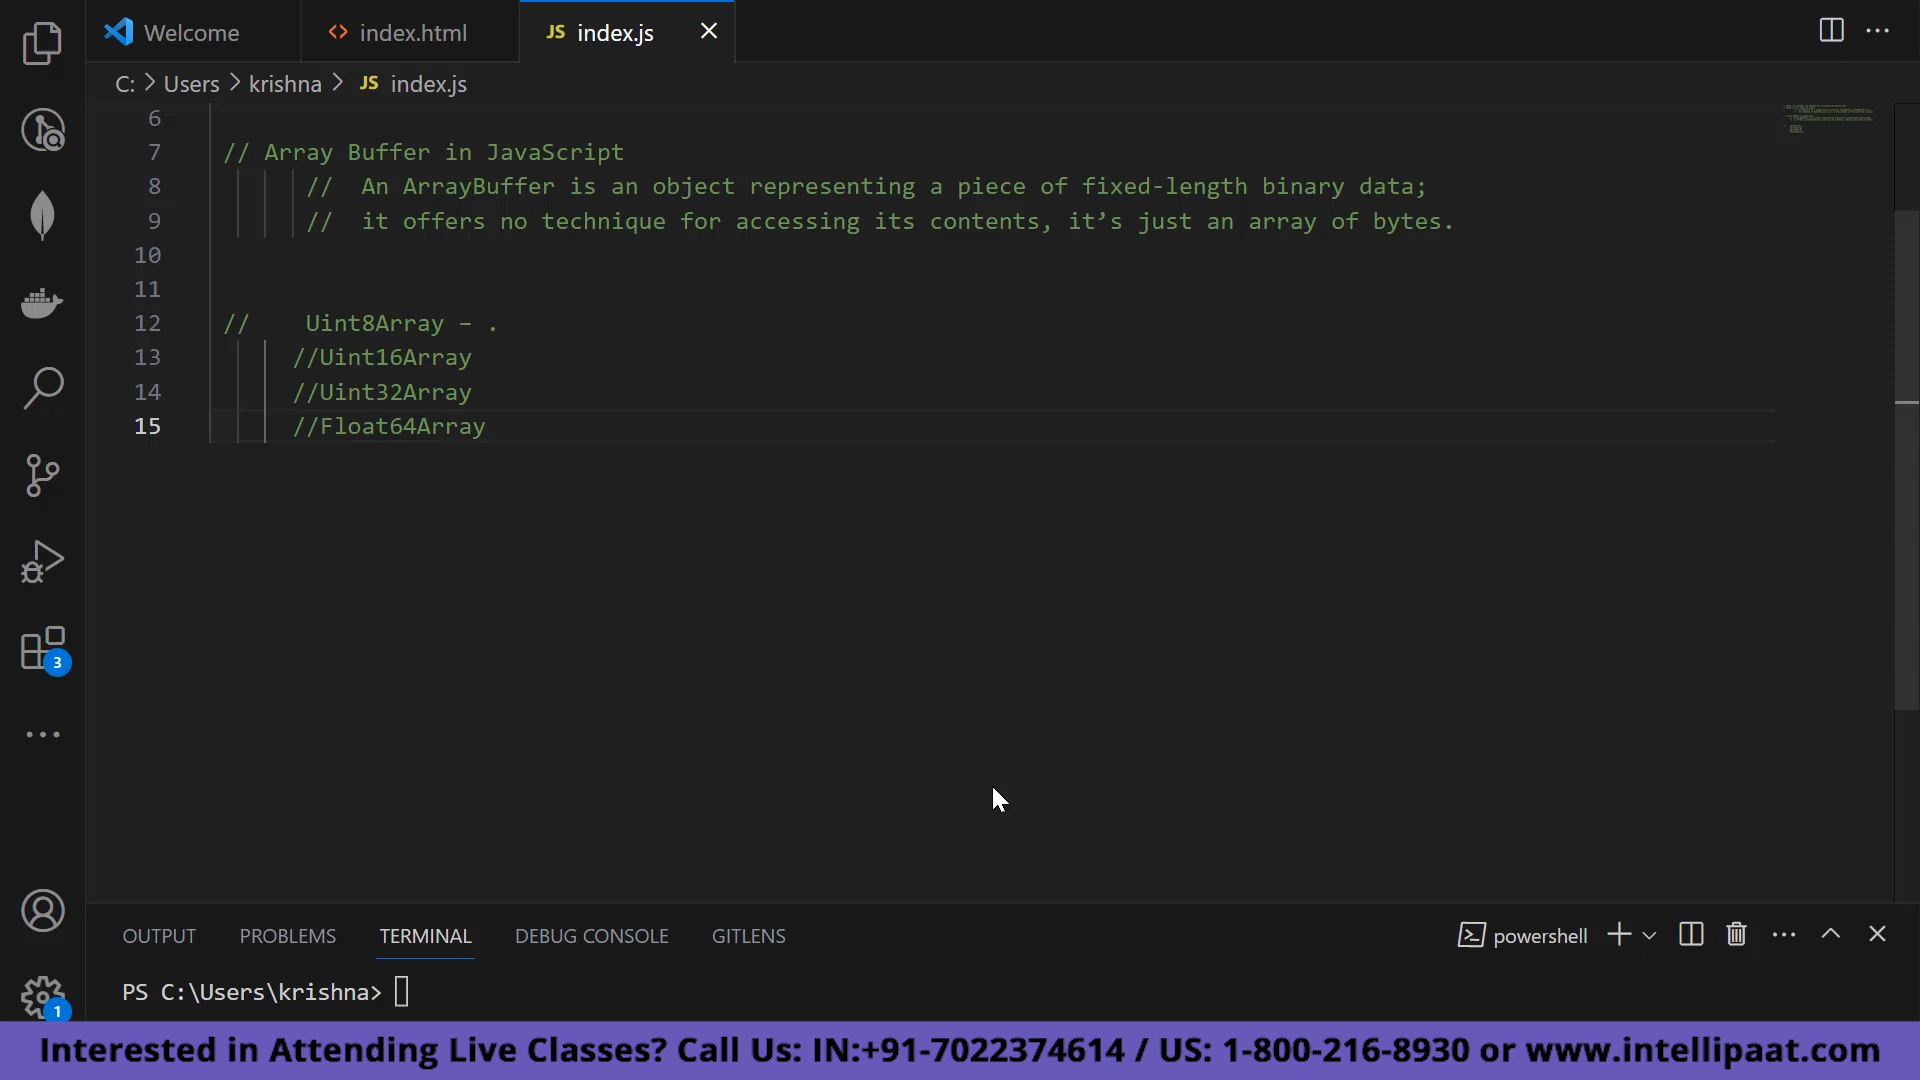 Welcome
<> index.html
JS index.js
C: > Users > krishna > JS index.js
6
7 // Array Buffer in JavaScript
8 // An ArrayBuffer is an object representing a piece of fixed-length binary data;
9 // it offers no technique for accessing its contents, it’s just an array of bytes.
10
11
12 // Uint8Array – .
13 //Uint16Array
14 //Uint32Array
15 //Float64Array
3
OUTPUT PROBLEMS TERMINAL DEBUG CONSOLE GITLENS
powershell
PS C:\Users\krishna>
1
Interested in Attending Live Classes? Call Us: IN:+91-7022374614 / US: 1-800-216-8930 or www.intellipaat.com